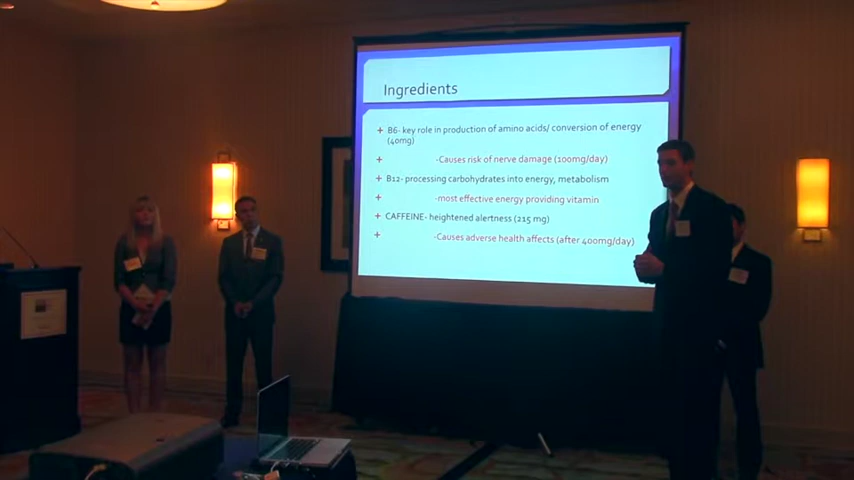 Ingredients
+ B6- key role in production of amino acids/ conversion of energy
(40mg)
+ -Causes risk of nerve damage (100mg/day)
+ B12- processing carbohydrates into energy, metabolism
+ -most effective energy providing vitamin
+ CAFFEINE- heightened alertness (215 mg)
+ -Causes adverse health affects (after 400mg/day)